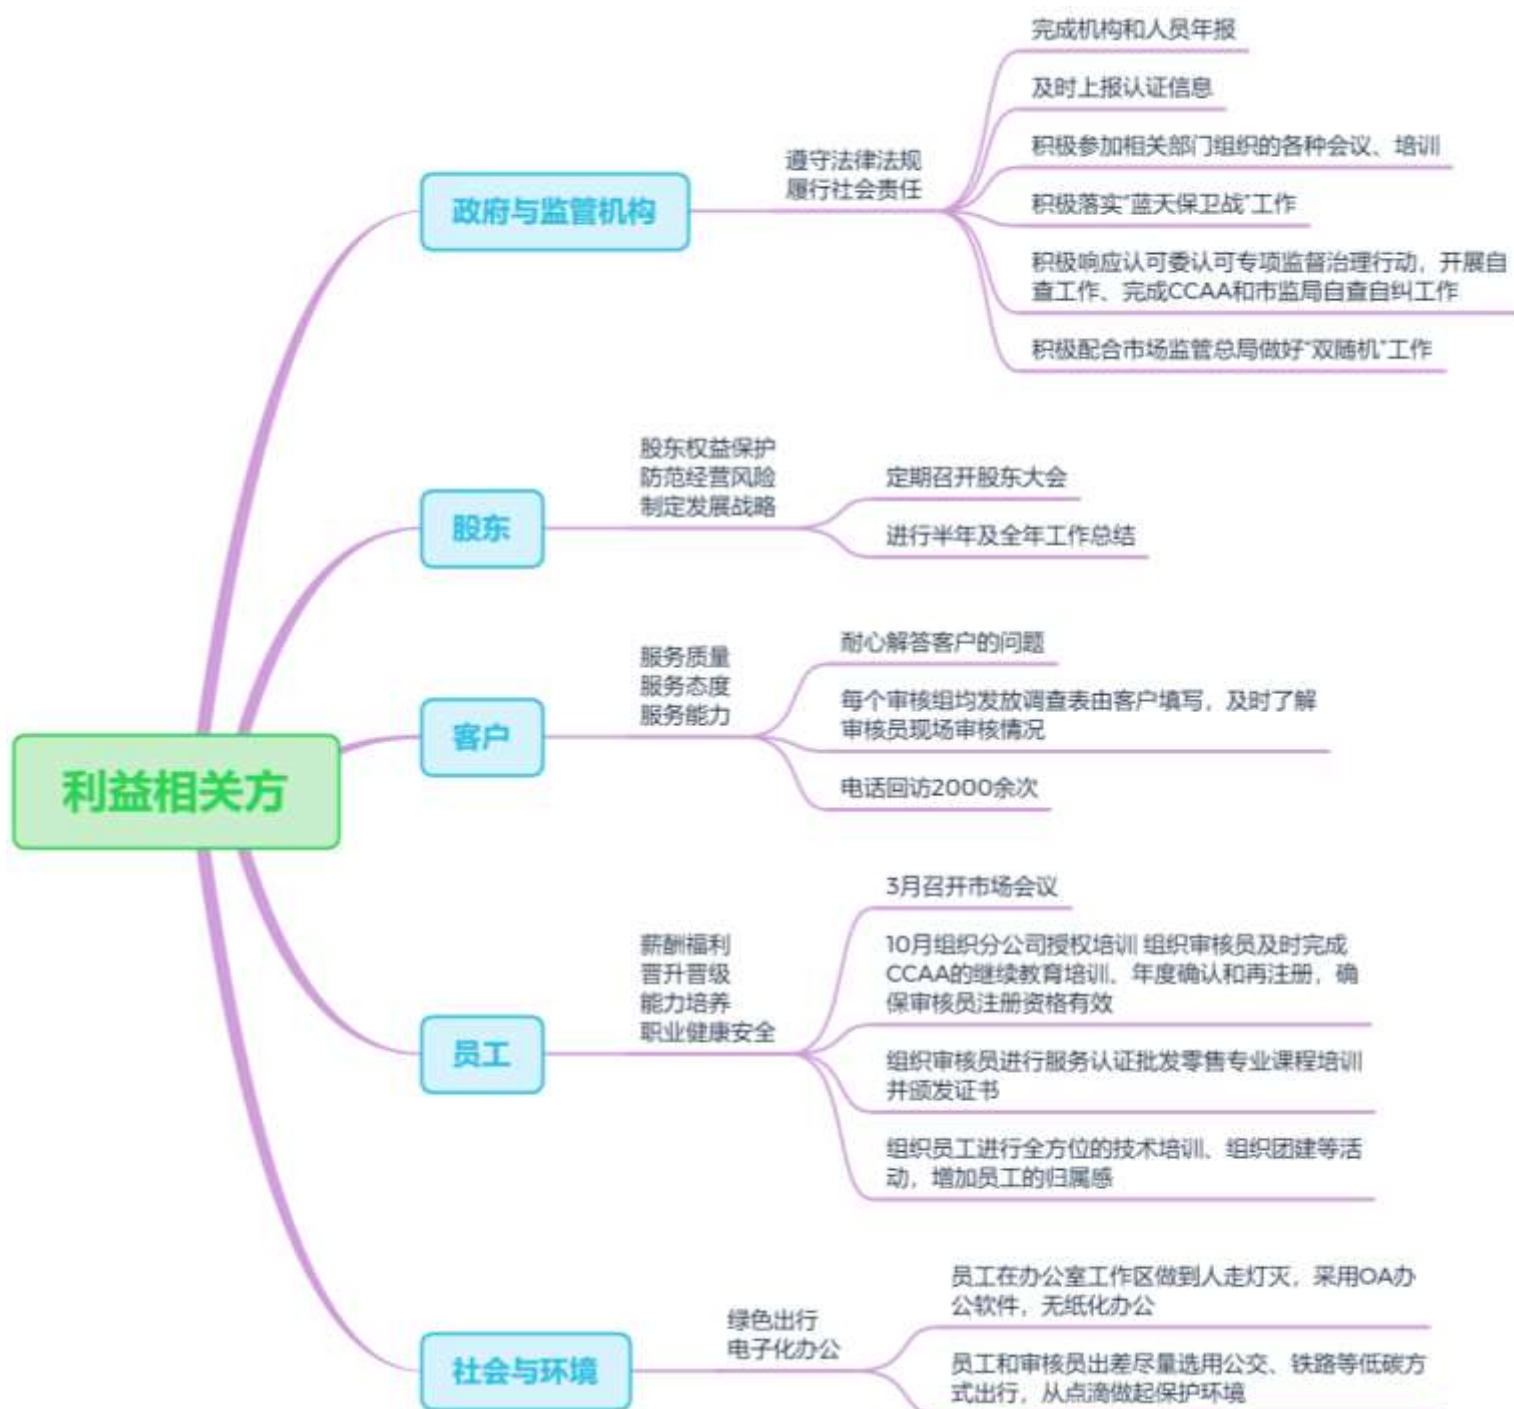 利益相关方
政府与监管机构
遵守法律法规
履行社会责任
完成机构和人员年报
及时上报认证信息
积极参加相关部门组织的各种会议、培训
积极落实“蓝天保卫战”工作
积极响应认可委认可专项监督治理行动，开展自
查工作、完成CCAA和市监局自查自纠工作
积极配合市场监管总局做好“双随机”工作
股东
股东权益保护
防范经营风险
制定发展战略
定期召开股东大会
进行半年及全年工作总结
客户
服务质量
服务态度
服务能力
耐心解答客户的问题
每个审核组均发放调查表由客户填写，及时了解
审核员现场审核情况
电话回访2000余次
员工
薪酬福利
晋升晋级
能力培养
职业健康安全
3月召开市场会议
10月组织分公司授权培训 组织审核员及时完成
CCAA的继续教育培训、年度确认和再注册，确
保审核员注册资格有效
组织审核员进行服务认证批发零售专业课程培训
并颁发证书
组织员工进行全方位的技术培训、组织团建等活
动，增加员工的归属感
社会与环境
绿色出行
电子化办公
员工在办公室工作区做到人走灯灭，采用OA办
公软件，无纸化办公
员工和审核员出差尽量选用公交、铁路等低碳方
式出行，从点滴做起保护环境